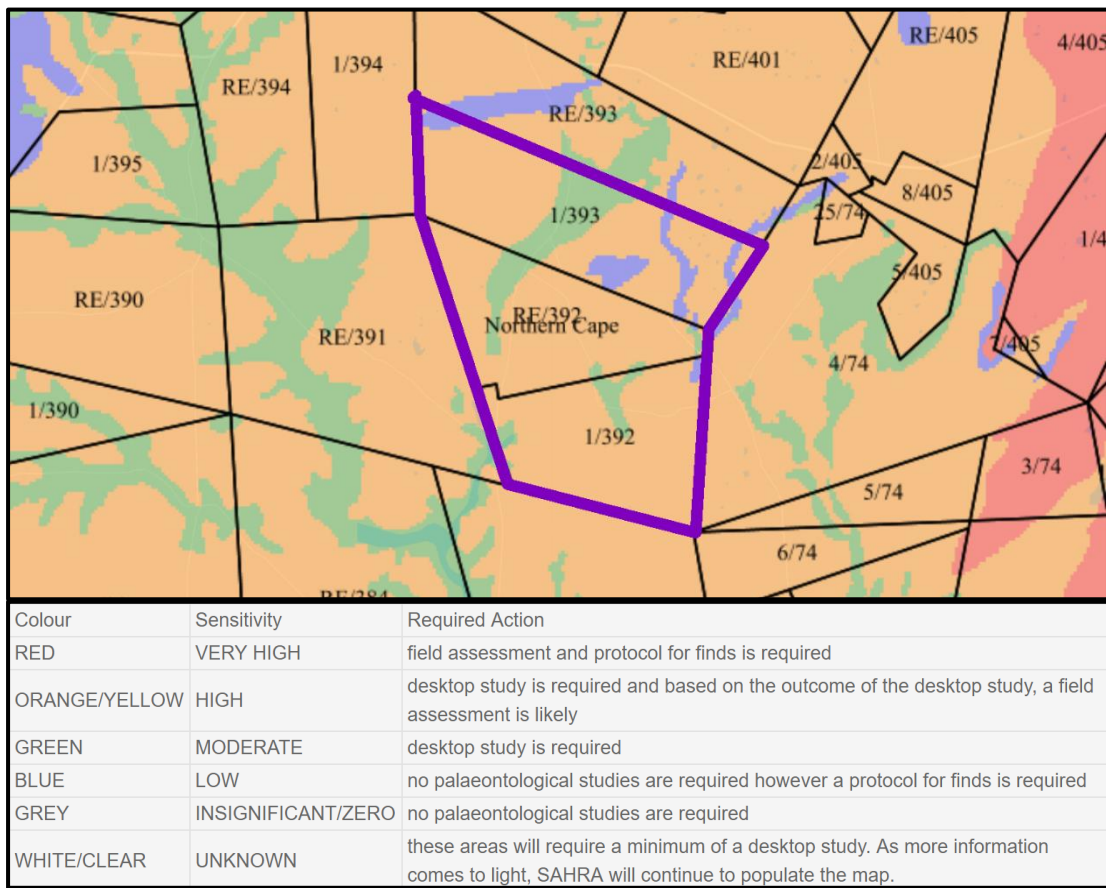 RE/405
4/405
1/394
RE/401
RE/394
RE/393
1/395
2/405
8/405
25/74
1/393
1/4
5/405
RE/390
RE/392
Northern Cape
RE/391
7/405
4/74
1/390
1/392
3/74
5/74
6/74
RE/384
Colour Sensitivity Required Action
RED VERY HIGH field assessment and protocol for finds is required
ORANGE/YELLOW HIGH desktop study is required and based on the outcome of the desktop study, a field
assessment is likely
GREEN MODERATE desktop study is required
BLUE LOW no palaeontological studies are required however a protocol for finds is required
GREY INSIGNIFICANT/ZERO no palaeontological studies are required
WHITE/CLEAR UNKNOWN these areas will require a minimum of a desktop study. As more information
comes to light, SAHRA will continue to populate the map.